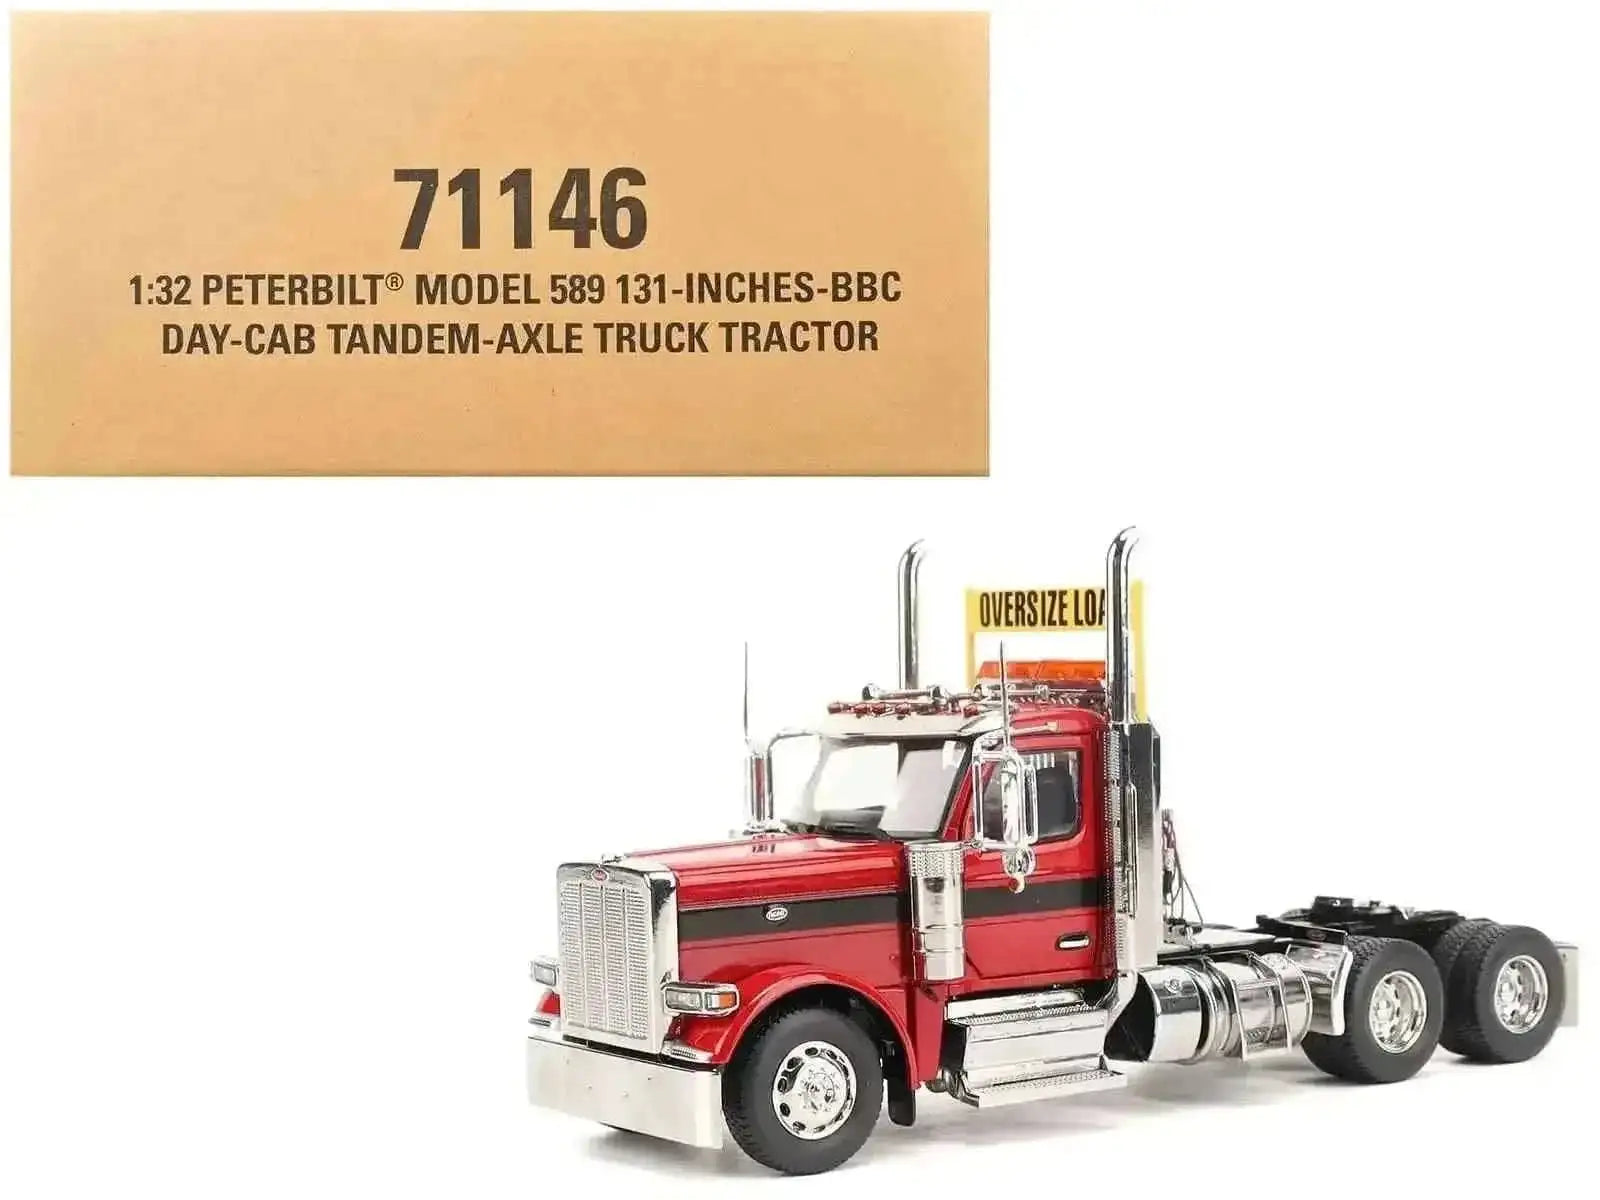 71146
1:32 PETERBILT® MODEL 589 131-INCHES-BBC
DAY-CAB TANDEM-AXLE TRUCK TRACTOR
OVERSIZE LOA